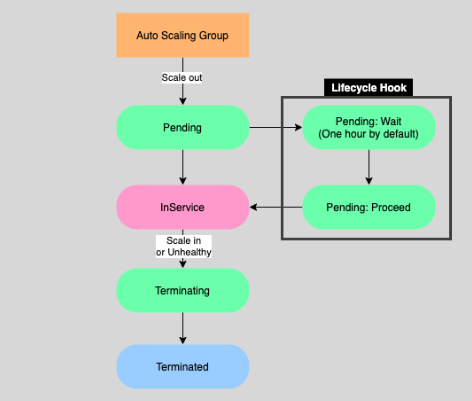 Auto Scaling Group
Scale out
Lifecycle Hook
Pending
Pending: Wait
(One hour by default)
InService
Pending: Proceed
Scale in
or Unhealthy
Terminating
Terminated